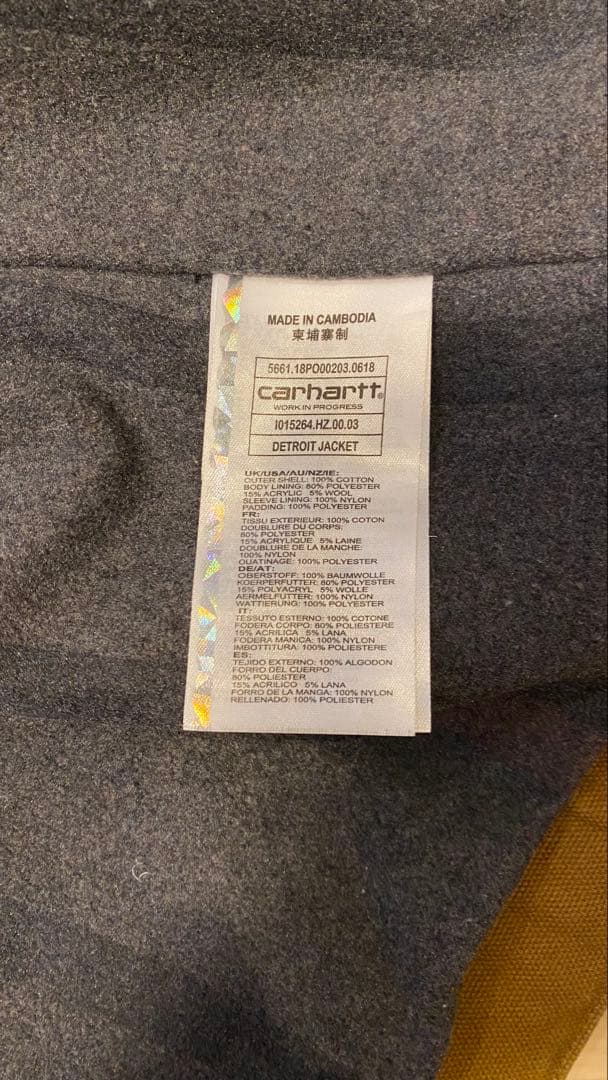 MADE IN CAMBODIA
柬埔寨制
5661.18PO00203.0618
carhartt®
WORK IN PROGRESS
I015264.HZ.00.03
DETROIT JACKET
UK/USA/AU/NZ/IE:
OUTER SHELL: 100% COTTON
BODY LINING: 80% POLYESTER
15% ACRYLIC 5% WOOL
SLEEVE LINING: 100% NYLON
PADDING: 100% POLYESTER
FR:
TISSU EXTERIEUR: 100% COTON
DOUBLURE DU CORPS:
80% POLYESTER
15% ACRYLIQUE 5% LAINE
DOUBLURE DE LA MANCHE:
100% NYLON
OUATINAGE: 100% POLYESTER
DE/AT:
OBERSTOFF: 100% BAUMWOLLE
KOERPERFUTTER: 80% POLYESTER
15% POLYACRYL 5% WOLLE
AERMELFUTTER: 100% NYLON
WATTIERUNG: 100% POLYESTER
IT:
TESSUTO ESTERNO: 100% COTONE
FODERA CORPO: 80% POLIESTERE
15% ACRILICA 5% LANA
FODERA MANICA: 100% NYLON
IMBOTTITURA: 100% POLIESTERE
ES:
TEJIDO EXTERNO: 100% ALGODON
FORRO DEL CUERPO:
80% POLIESTER
15% ACRILICO 5% LANA
FORRO DE LA MANGA: 100% NYLON
RELLENADO: 100% POLIESTER